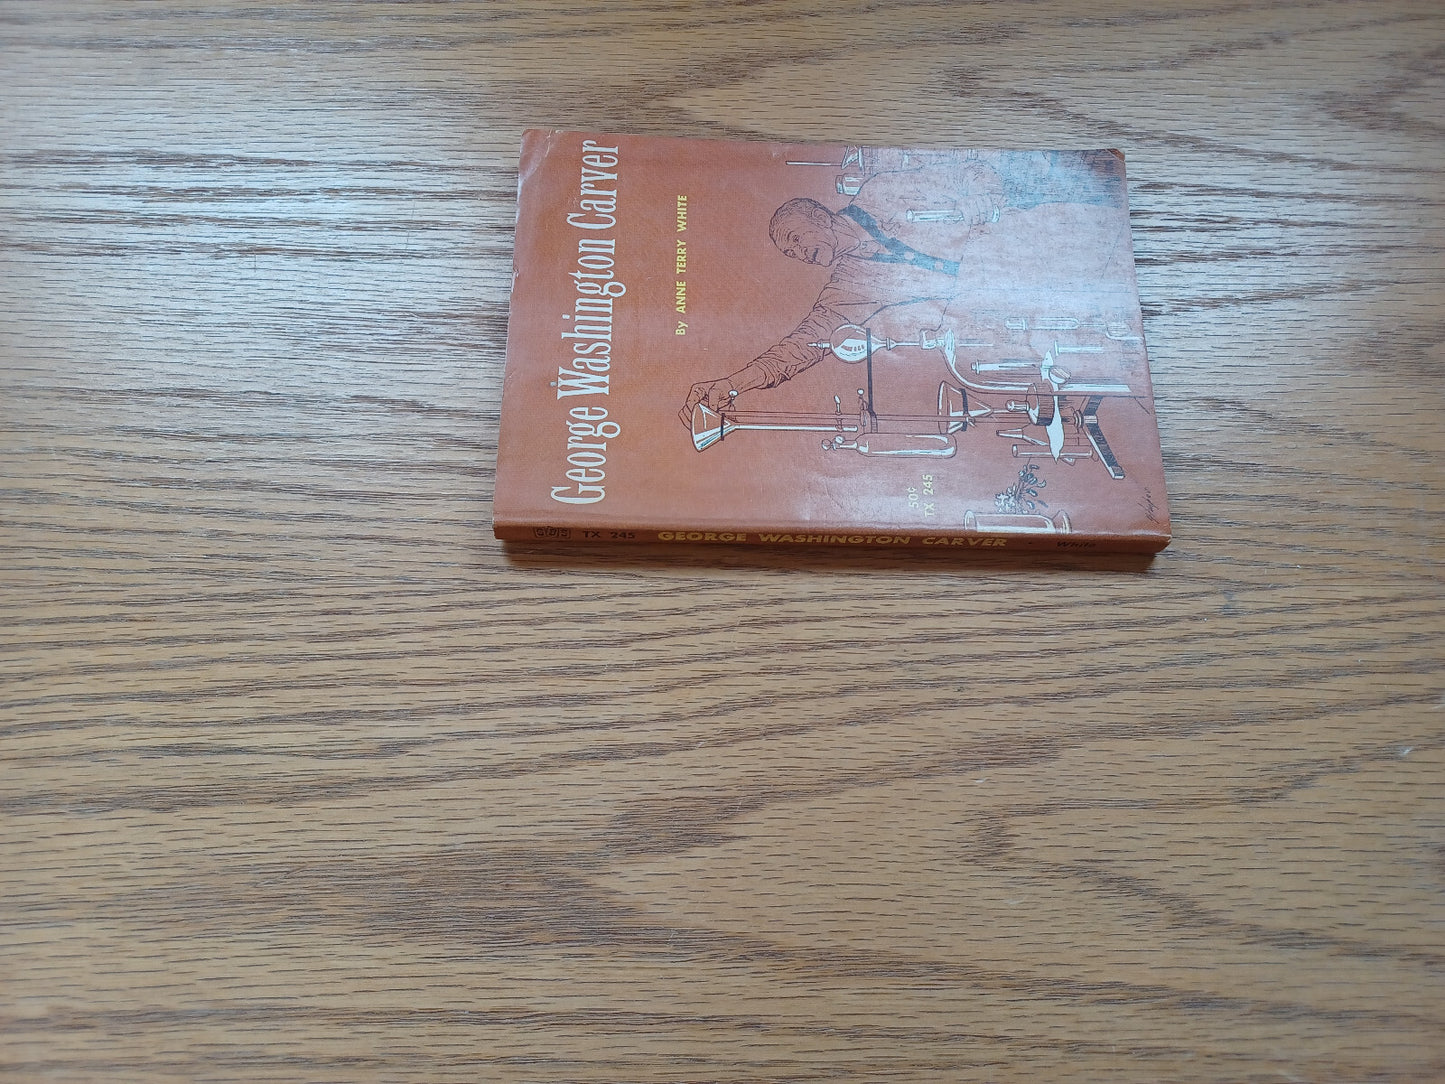 George Washington Carver
By ANNE TERRY WHITE
50¢
TX 245
TX 245 GEORGE WASHINGTON CARVER · White